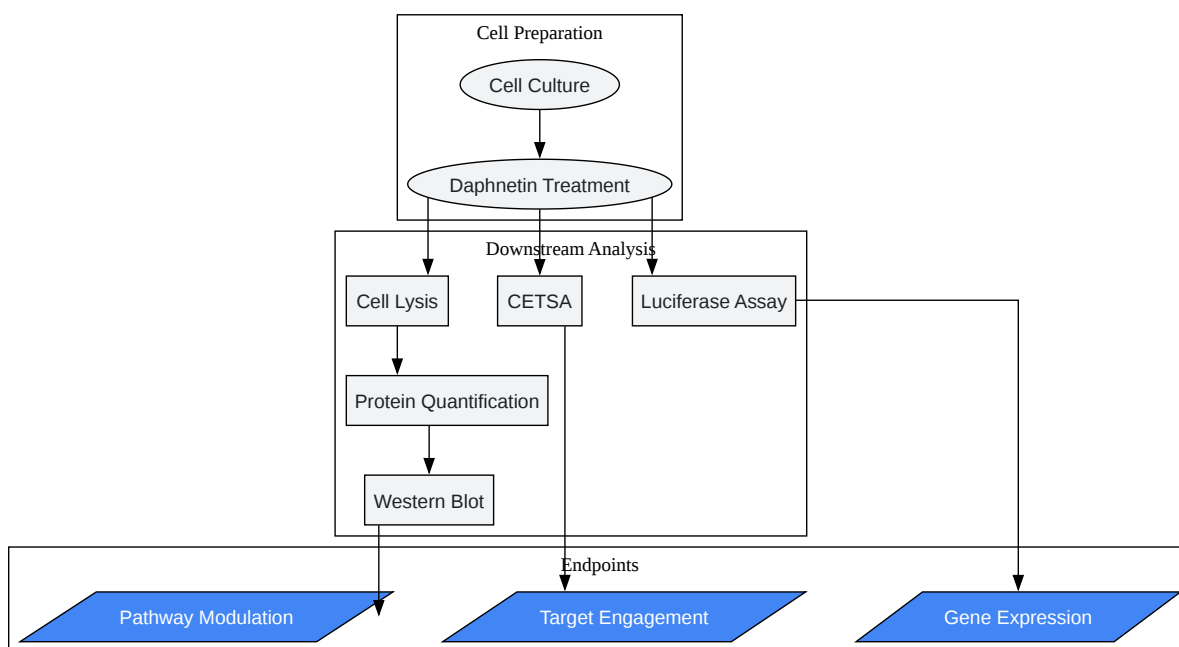 Cell Preparation
Cell Culture
Daphnetin Treatment
Downstream Analysis
Cell Lysis
CETSA
Luciferase Assay
Protein Quantification
Western Blot
Endpoints
Pathway Modulation
Target Engagement
Gene Expression